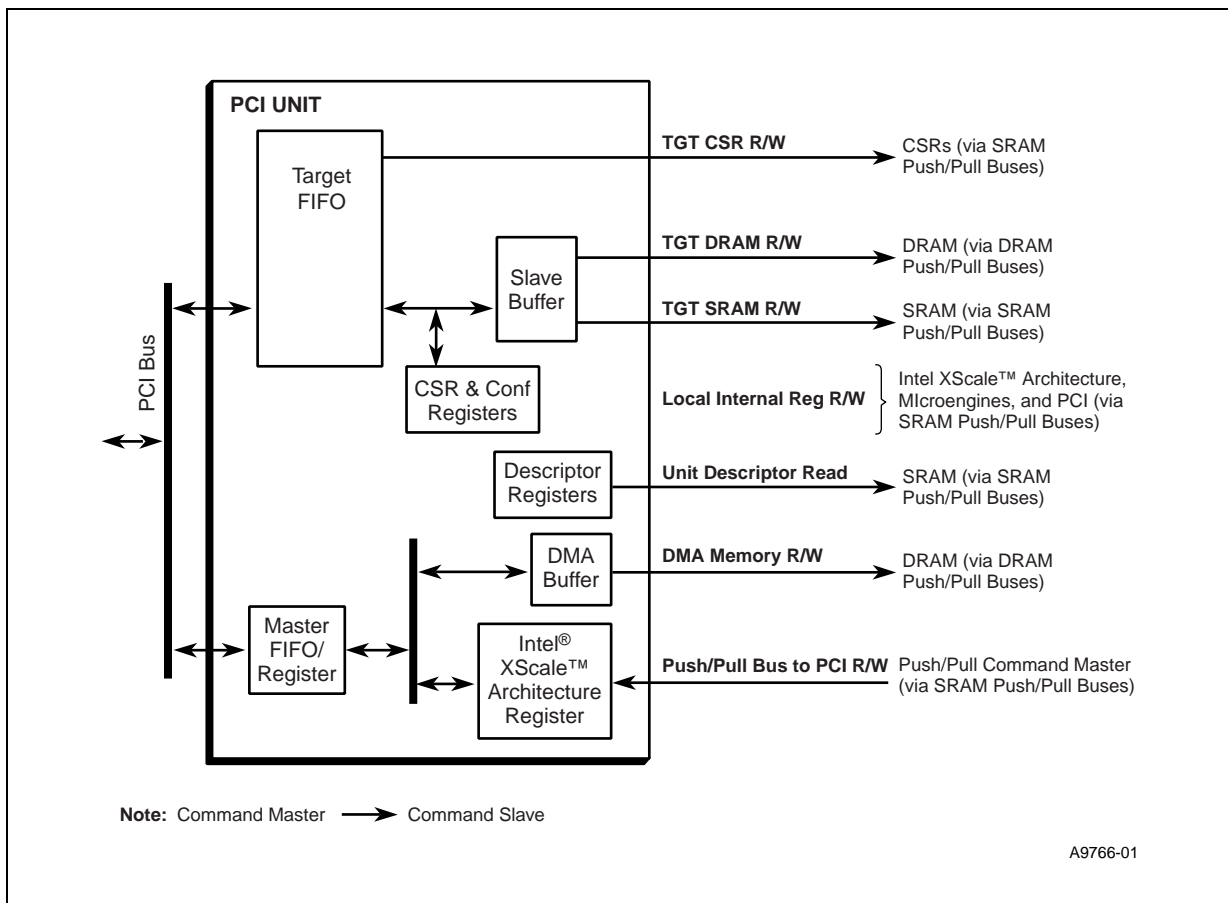 PCI UNIT
Target
FIFO
TGT CSR R/W
CSRs (via SRAM
Push/Pull Buses)
Slave
Buffer
TGT DRAM R/W
DRAM (via DRAM
Push/Pull Buses)
TGT SRAM R/W
SRAM (via SRAM
Push/Pull Buses)
PCI Bus
CSR & Conf
Registers
Local Internal Reg R/W
Intel XScale™ Architecture,
MIcroengines, and PCI (via
SRAM Push/Pull Buses)
Descriptor
Registers
Unit Descriptor Read
SRAM (via SRAM
Push/Pull Buses)
DMA
Buffer
DMA Memory R/W
DRAM (via DRAM
Push/Pull Buses)
Master
FIFO/
Register
Intel®
XScale™
Architecture
Register
Push/Pull Bus to PCI R/W
Push/Pull Command Master
(via SRAM Push/Pull Buses)
Note: Command Master Command Slave
A9766-01